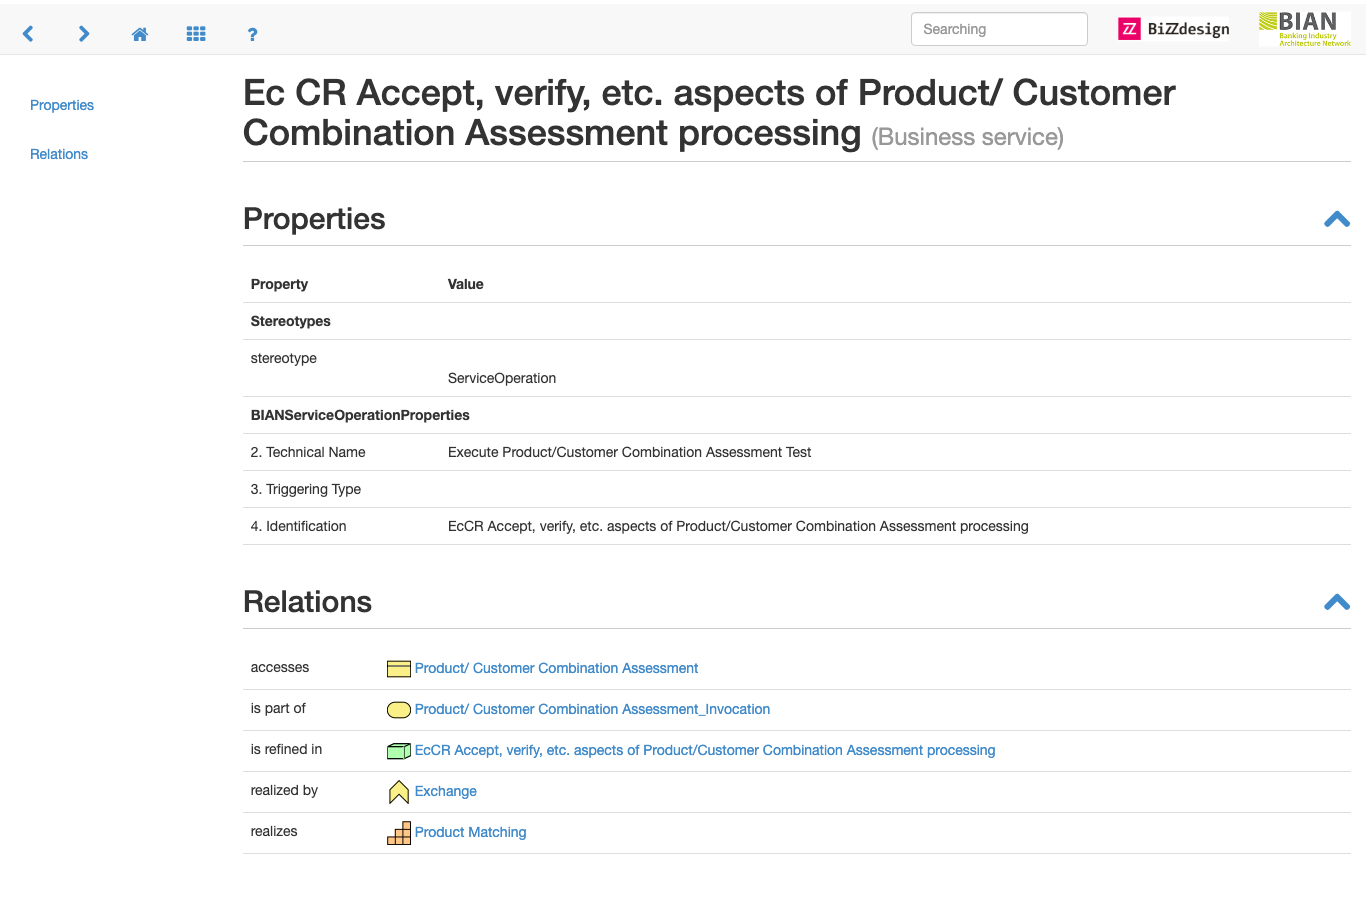 ?
Searching
ZZ BiZZdesign
BIAN
Banking Industry
Architecture Network
Properties
Relations
Ec CR Accept, verify, etc. aspects of Product/ Customer
Combination Assessment processing (Business service)
Properties
Property Value
Stereotypes
stereotype
ServiceOperation
BIANServiceOperationProperties
2. Technical Name Execute Product/Customer Combination Assessment Test
3. Triggering Type
4. Identification EcCR Accept, verify, etc. aspects of Product/Customer Combination Assessment processing
Relations
accesses Product/ Customer Combination Assessment
is part of Product/ Customer Combination Assessment_Invocation
is refined in EcCR Accept, verify, etc. aspects of Product/Customer Combination Assessment processing
realized by Exchange
realizes Product Matching